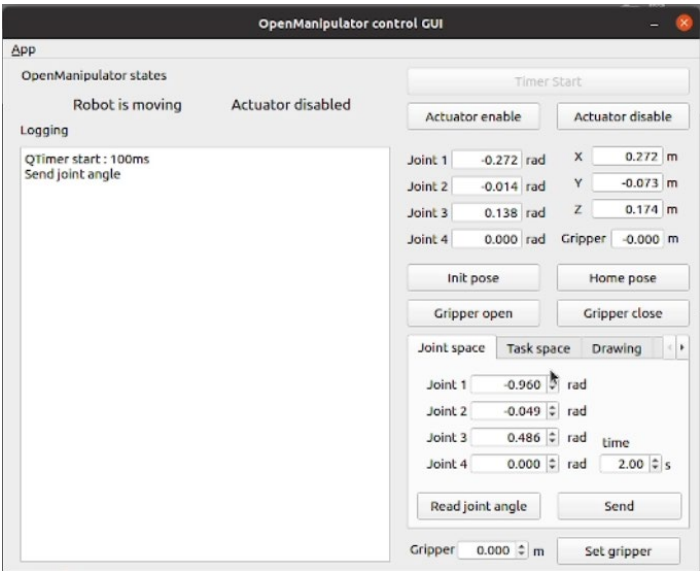 OpenManipulator control GUI
App
OpenManipulator states
Robot is moving Actuator disabled
Logging
QTimer start : 100ms
Send joint angle
Timer Start
Actuator enable Actuator disable
Joint 1 -0.272 rad X 0.272 m
Joint 2 -0.014 rad Y -0.073 m
Joint 3 0.138 rad Z 0.174 m
Joint 4 0.000 rad Gripper -0.000 m
Init pose Home pose
Gripper open Gripper close
Joint space Task space Drawing
Joint 1 -0.960 rad
Joint 2 -0.049 rad
Joint 3 0.486 rad time
Joint 4 0.000 rad 2.00 s
Read joint angle Send
Gripper 0.000 m Set gripper